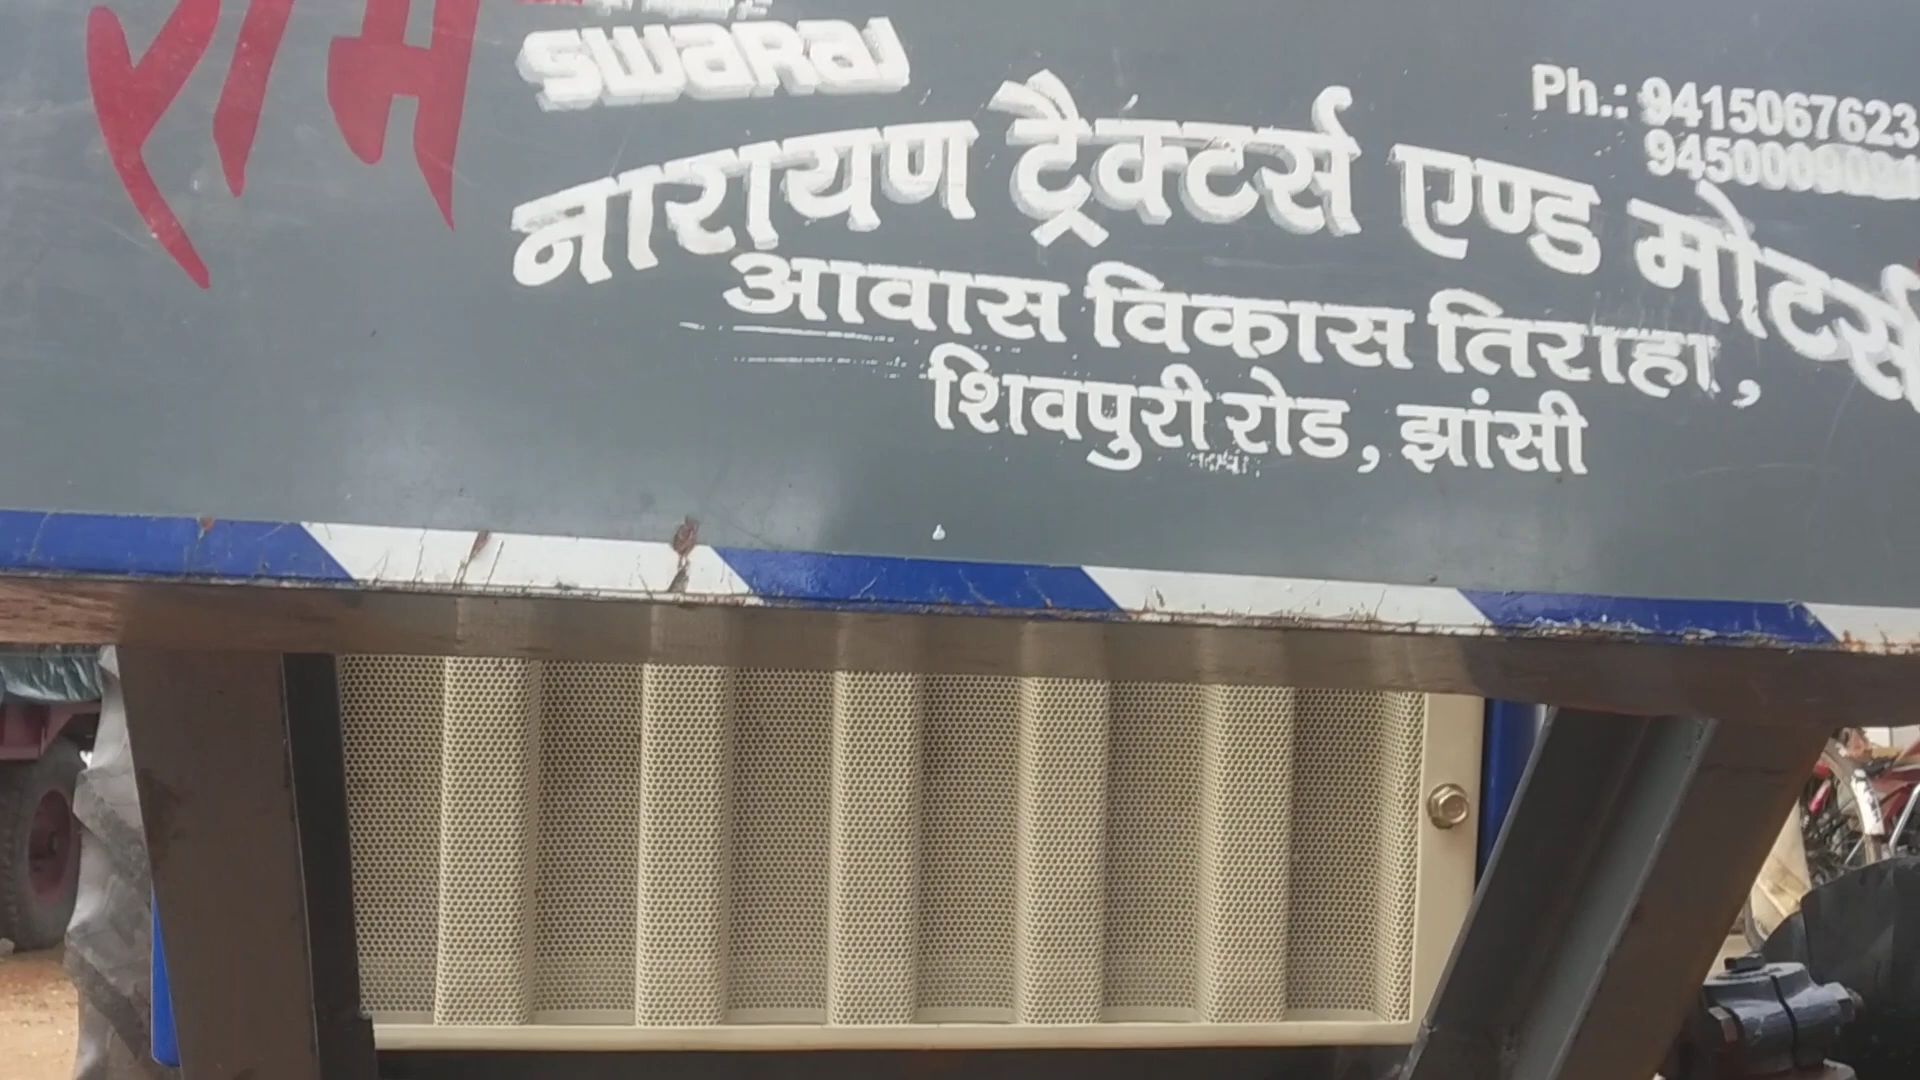 राम
SWARAJ
Ph.: 9415067623
नारायण ट्रैक्टर्स एण्ड मोटर्स
आवास विकास तिराहा,
शिवपुरी रोड, झांसी